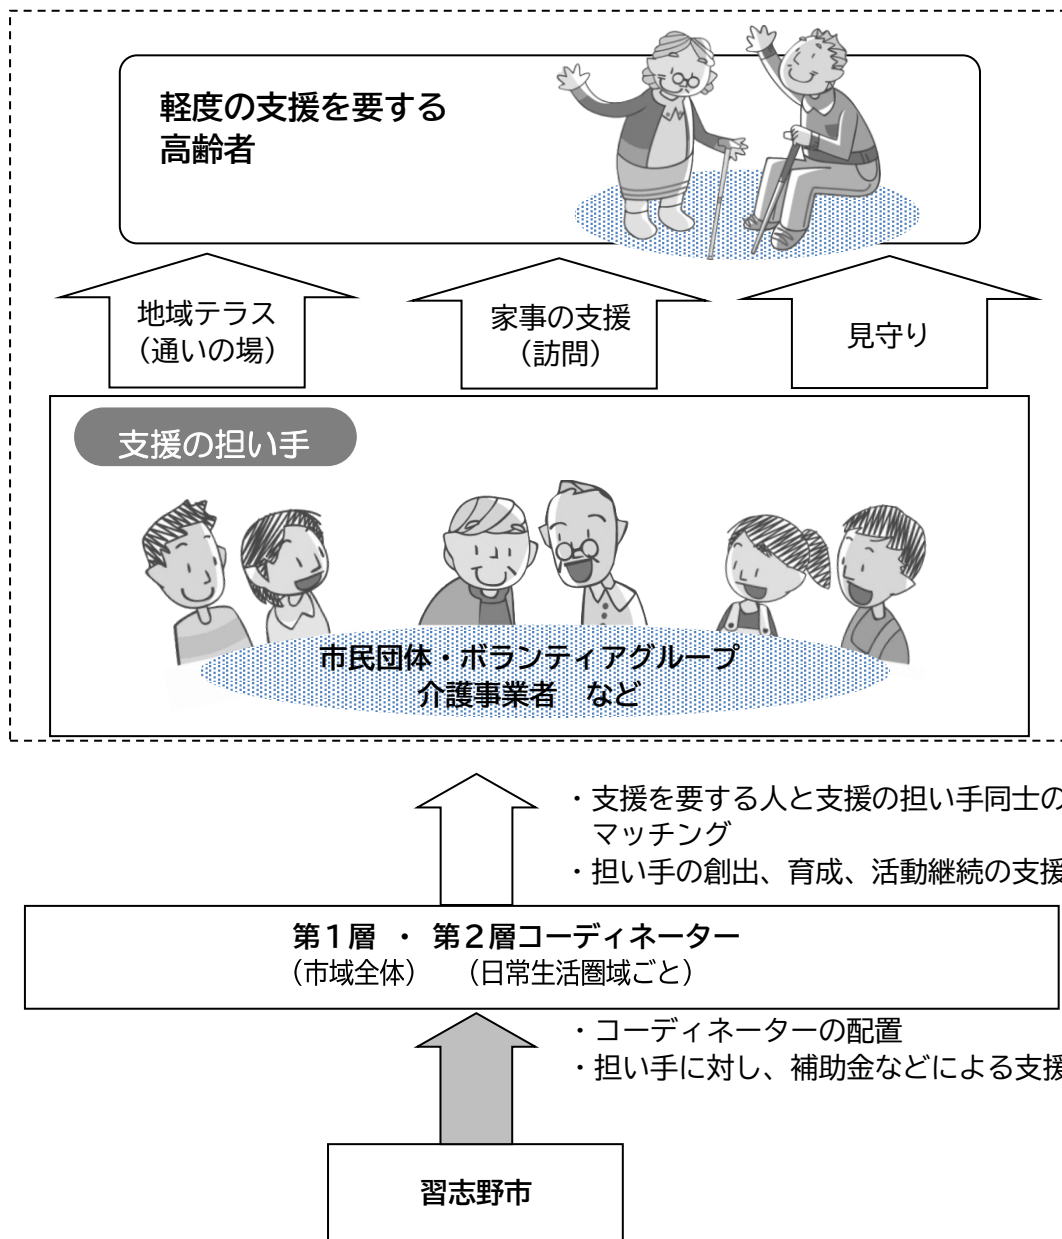 軽度の支援を要する
高齢者
地域テラス
（通いの場）
家事の支援
（訪問）
見守り
支援の担い手
市民団体・ボランティアグループ
介護事業者　など
・支援を要する人と支援の担い手同士の
マッチング
・担い手の創出、育成、活動継続の支援
第１層 ・ 第２層コーディネーター
（市域全体）　（日常生活圏域ごと）
・コーディネーターの配置
・担い手に対し、補助金などによる支援
習志野市